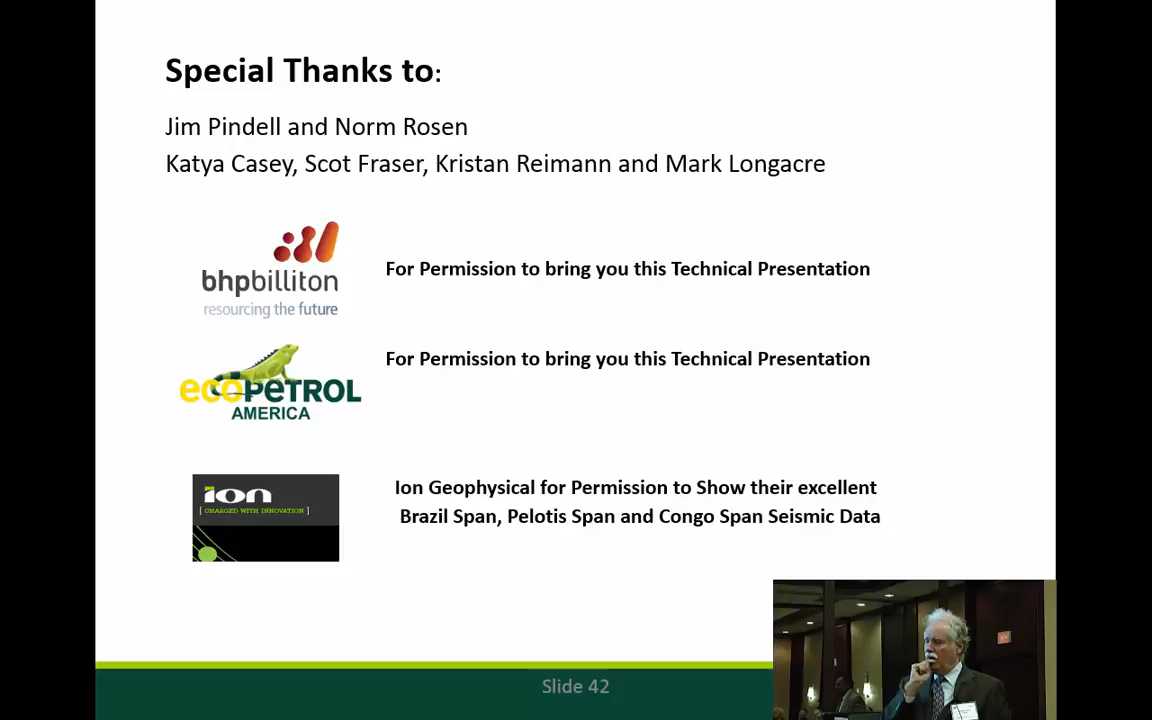 Special Thanks to:
Jim Pindell and Norm Rosen
Katya Casey, Scot Fraser, Kristan Reimann and Mark Longacre
bhpbilliton
resourcing the future
For Permission to bring you this Technical Presentation
ecopetrol
AMERICA
For Permission to bring you this Technical Presentation
ion
[ CHARGED WITH INNOVATION ]
Ion Geophysical for Permission to Show their excellent
Brazil Span, Pelotis Span and Congo Span Seismic Data
Slide 42